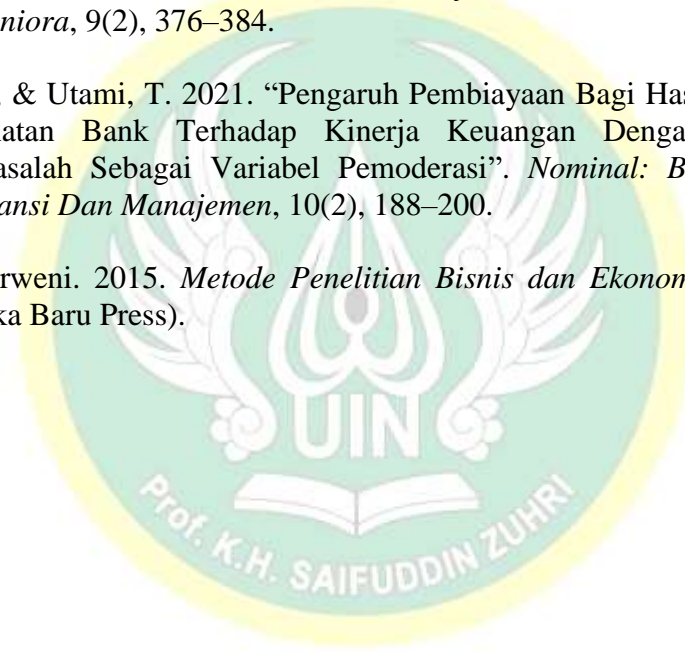 niora, 9(2), 376–384.
& Utami, T. 2021. “Pengaruh Pembiayaan Bagi Has
atan Bank Terhadap Kinerja Keuangan Denga
asalah Sebagai Variabel Pemoderasi”. Nominal: B
ansi Dan Manajemen, 10(2), 188–200.
rweni. 2015. Metode Penelitian Bisnis dan Ekonom
ka Baru Press).
UIN
Prof. K.H. SAIFUDDIN ZUHRI